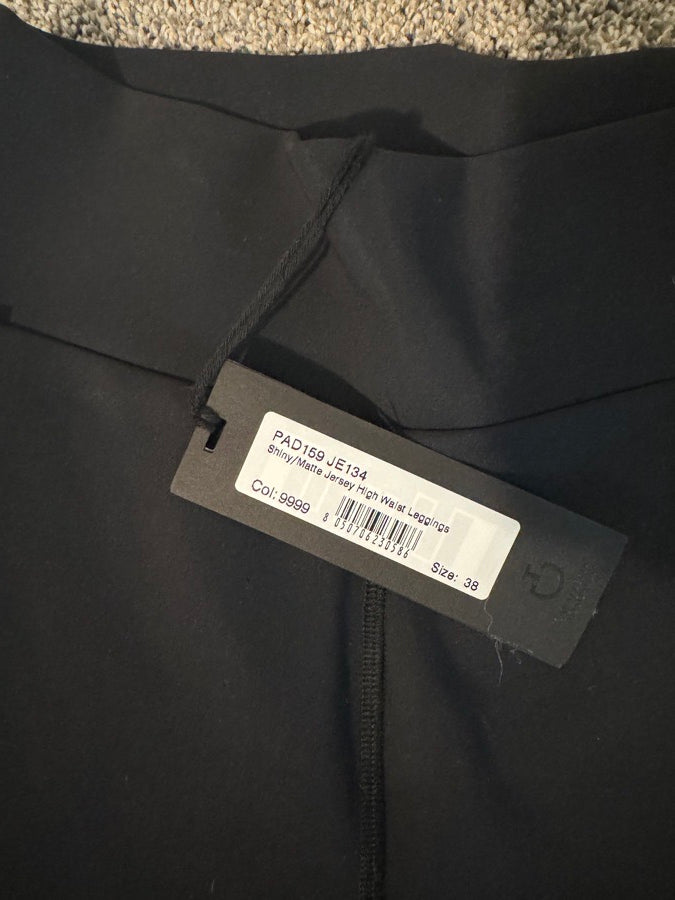 PAD159 JE134
Shiny/Matte Jersey High Waist Leggings
Col: 9999
8 050706 230586
Size: 38